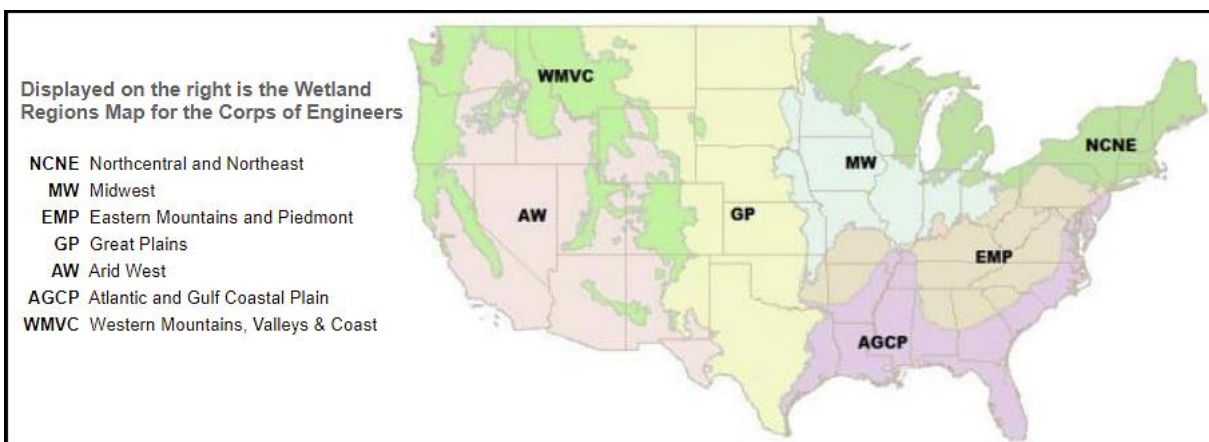 Displayed on the right is the Wetland
Regions Map for the Corps of Engineers
NCNE Northcentral and Northeast
MW Midwest
EMP Eastern Mountains and Piedmont
GP Great Plains
AW Arid West
AGCP Atlantic and Gulf Coastal Plain
WMVC Western Mountains, Valleys & Coast
WMVC
NCNE
MW
AW
GP
EMP
AGCP